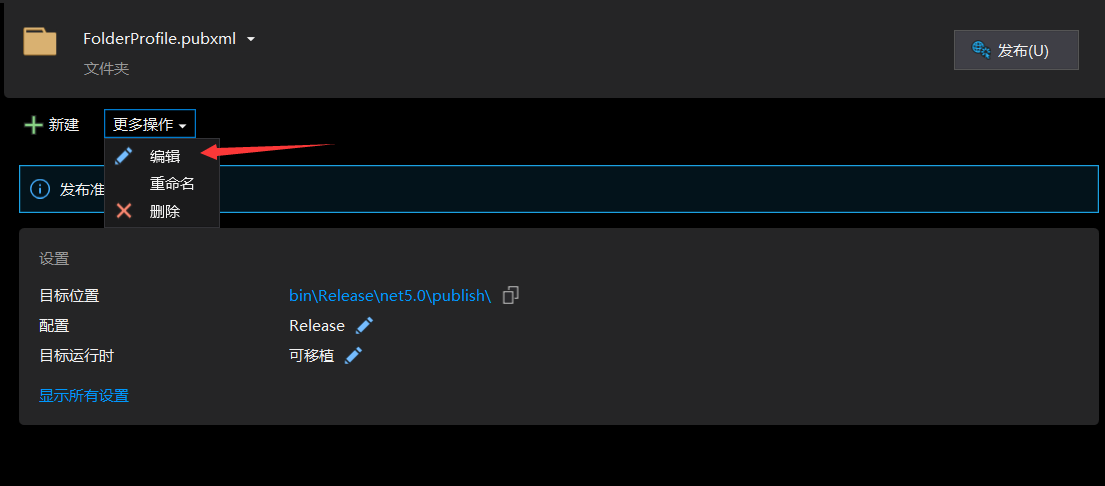 FolderProfile.pubxml
文件夹
发布(U)
新建
更多操作
编辑
重命名
删除
发布准
设置
目标位置 bin\Release\net5.0\publish\
配置 Release
目标运行时 可移植
显示所有设置